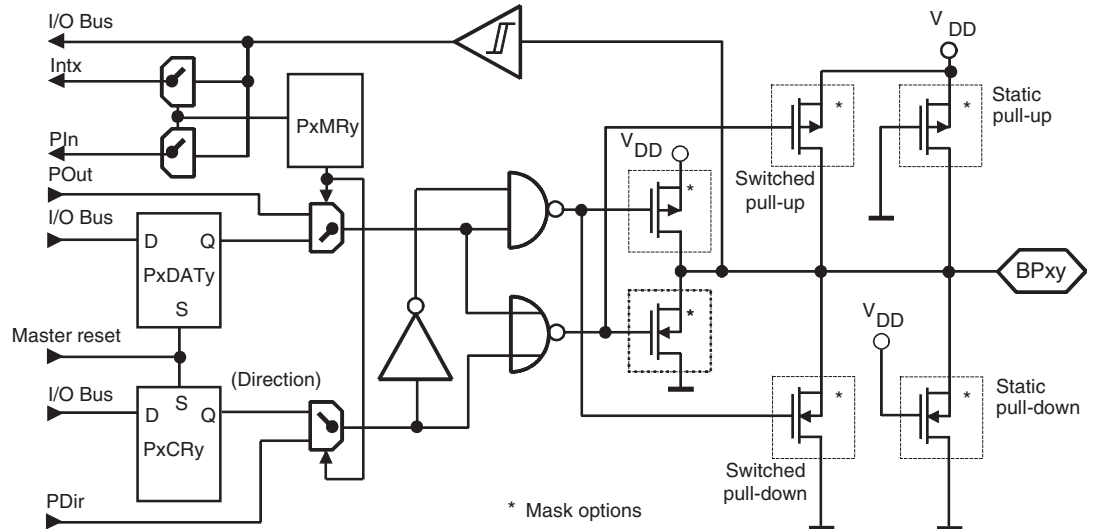 I/O Bus
V
DD
Intx
PxMRy
*
*
Static
pull-up
PIn
V
DD
POut
Switched
pull-up
*
I/O Bus
D
Q
PxDATy
S
BPxy
*
V
DD
Master reset
I/O Bus
(Direction)
S
D
Q
PxCRy
*
*
Static
pull-down
Switched
pull-down
PDir
* Mask options